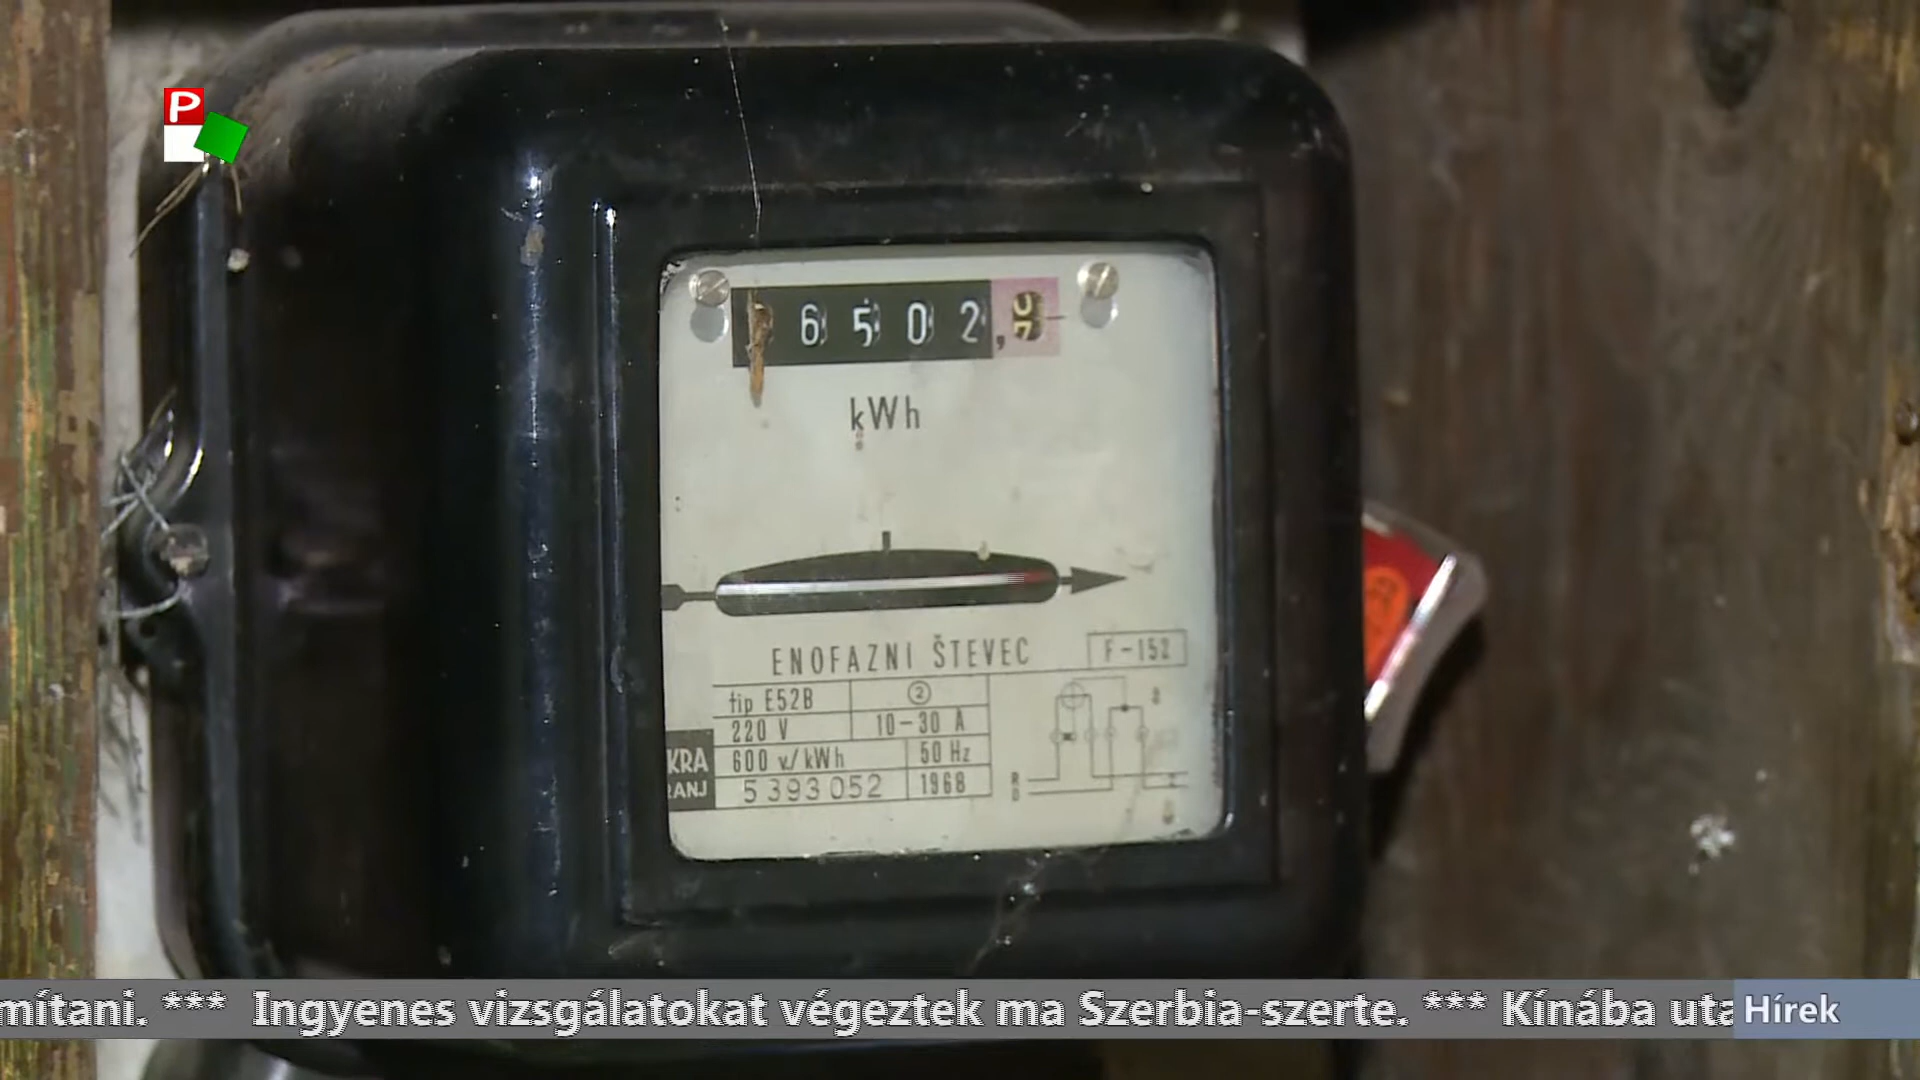 P
6502,
kWh
ENOFAZNI ŠTEVEC F-152
tip E52B 2
220 V 10-30 A
KRA 600 v/kWh 50 Hz
RANJ 5393052 1968
R
mítani. *** Ingyenes vizsgálatokat végeztek ma Szerbia-szerte. *** Kínába uta Hírek